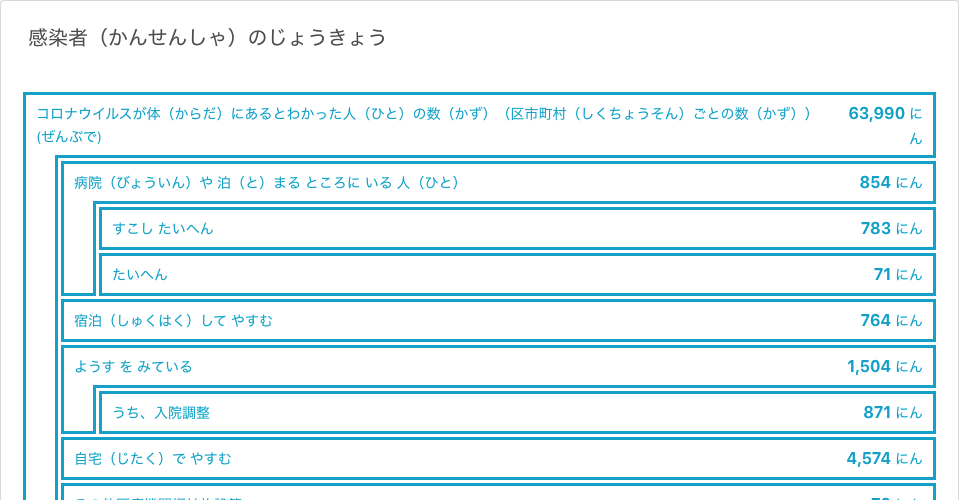 感染者（かんせんしゃ）のじょうきょう
コロナウイルスが体（からだ）にあるとわかった人（ひと）の数（かず）（区市町村（しくちょうそん）ごとの数（かず）） 63,990 に
(ぜんぶで) ん
病院（びょういん）や 泊（と）まる ところに いる 人（ひと） 854 にん
すこし たいへん 783 にん
たいへん 71 にん
宿泊（しゅくはく）して やすむ 764 にん
ようす を みている 1,504 にん
うち、入院調整 871 にん
自宅（じたく）で やすむ 4,574 にん